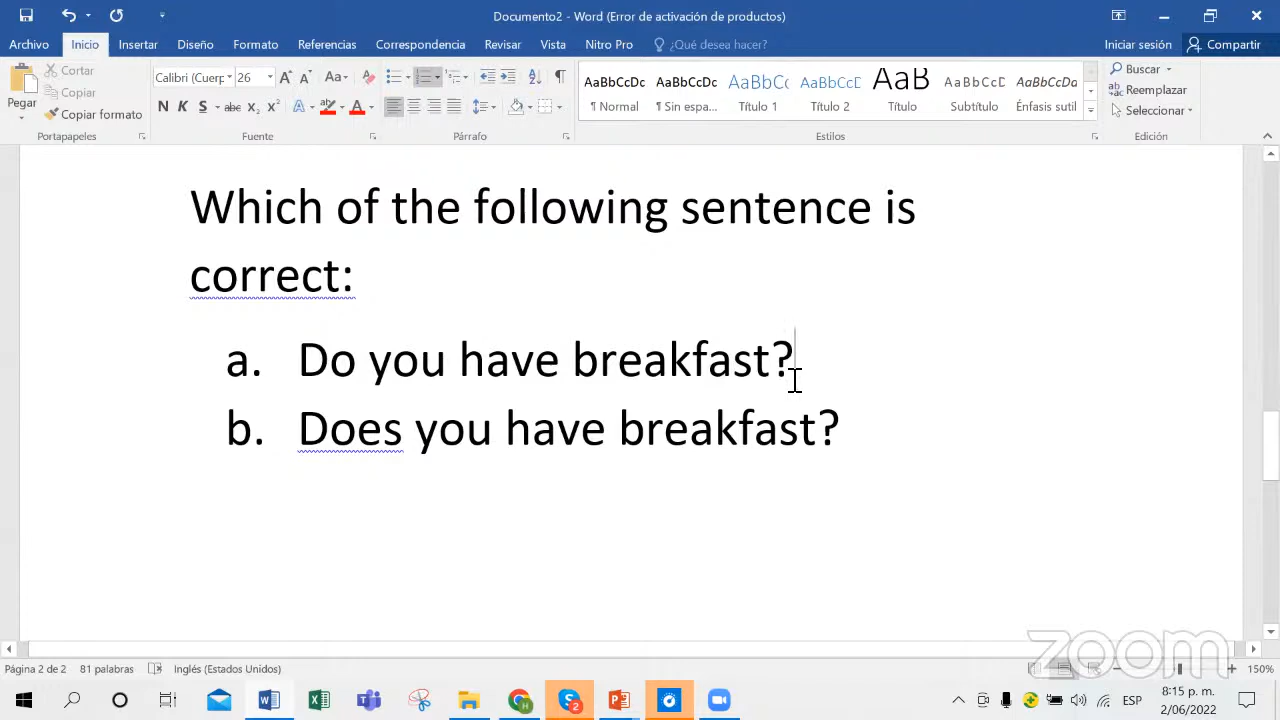 Documento2 - Word (Error de activación de productos)
Archivo Inicio Insertar Diseño Formato Referencias Correspondencia Revisar Vista Nitro Pro ¿Qué desea hacer? Iniciar sesión Compartir
Pegar
Cortar
Copiar
Copiar formato
Portapapeles
Calibri (Cuerp 26
N K S abc x₂ x²
Fuente
Párrafo
AaBbCcDc AaBbCcDc AaBbCc AaBbCcE AaB AaBbCcD AaBbCcDa
¶ Normal ¶ Sin espa... Título 1 Título 2 Título Subtítulo Énfasis sutil
Estilos
Buscar
Reemplazar
Seleccionar
Edición
Which of the following sentence is
correct:
a. Do you have breakfast?
b. Does you have breakfast?
zoom
Página 2 de 2 81 palabras Inglés (Estados Unidos) 150%
ESP
8:15 p. m.
2/06/2022